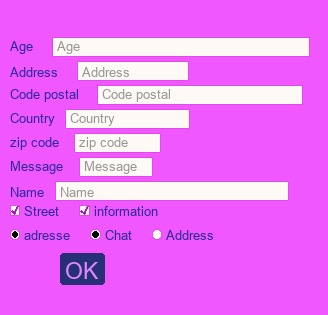 Age Age
Address Address
Code postal Code postal
Country Country
zip code zip code
Message Message
Name Name
Street information
adresse Chat Address
OK